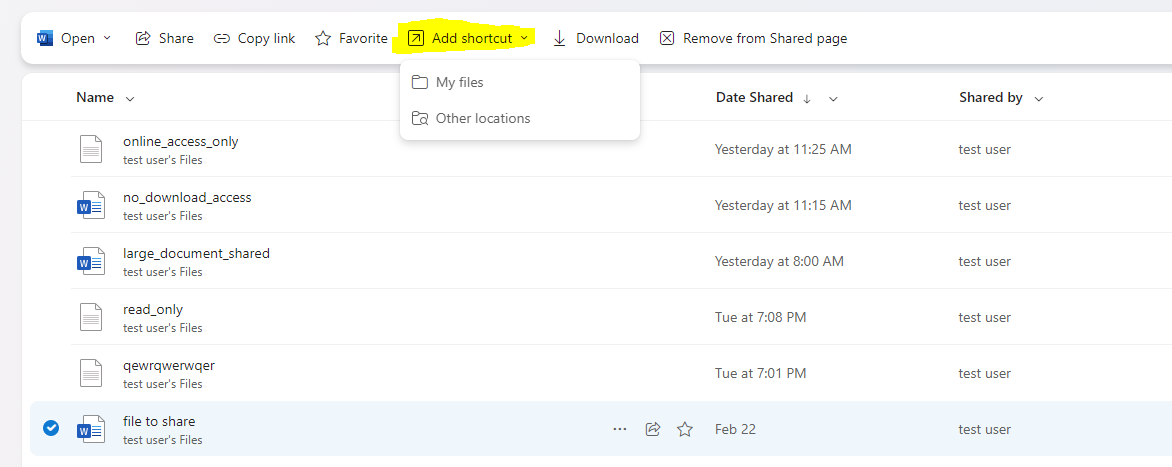 Open Share Copy link Favorite Add shortcut Download Remove from Shared page
My files
Other locations
Name Date Shared Shared by
online_access_only
test user's Files
Yesterday at 11:25 AM test user
no_download_access
test user's Files
Yesterday at 11:15 AM test user
large_document_shared
test user's Files
Yesterday at 8:00 AM test user
read_only
test user's Files
Tue at 7:08 PM test user
qewrqwerwqer
test user's Files
Tue at 7:01 PM test user
file to share
test user's Files
Feb 22 test user